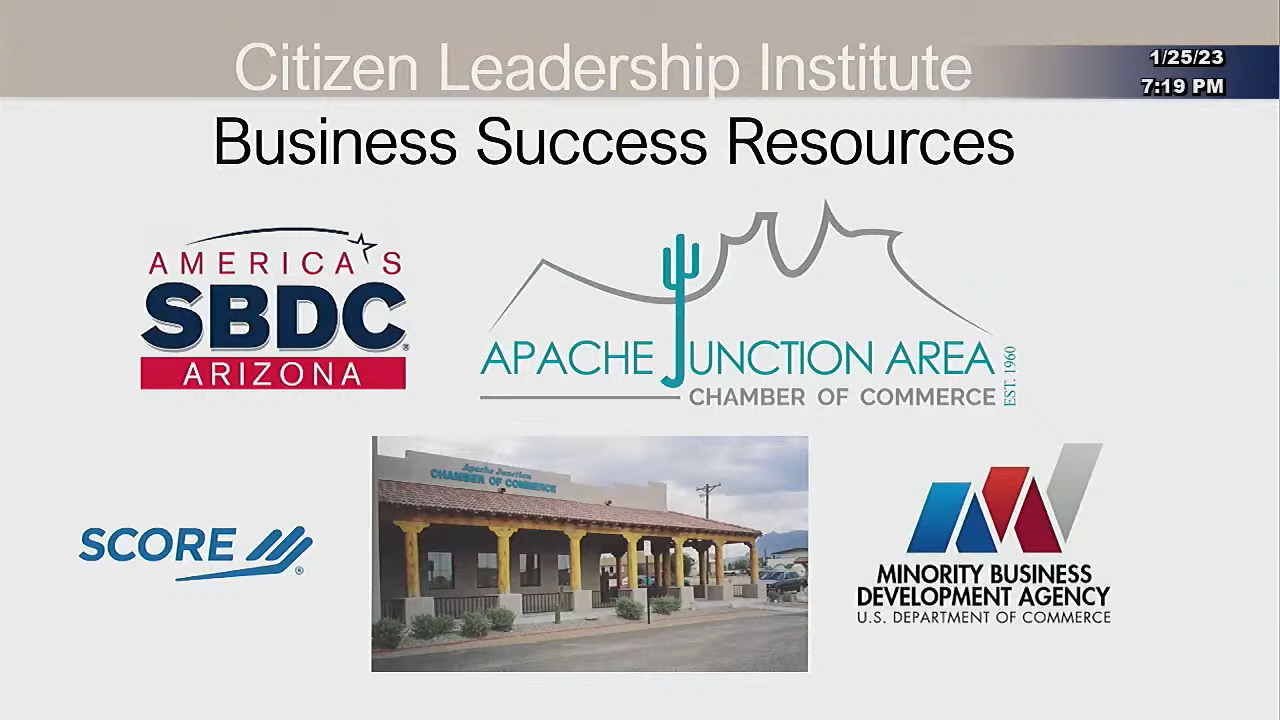 Citizen Leadership Institute
1/25/23
7:19 PM
Business Success Resources
AMERICA'S
SBDC
ARIZONA
APACHE JUNCTION AREA
CHAMBER OF COMMERCE
EST. 1960
SCORE
Apache Junction
CHAMBER OF COMMERCE
MINORITY BUSINESS
DEVELOPMENT AGENCY
U.S. DEPARTMENT OF COMMERCE